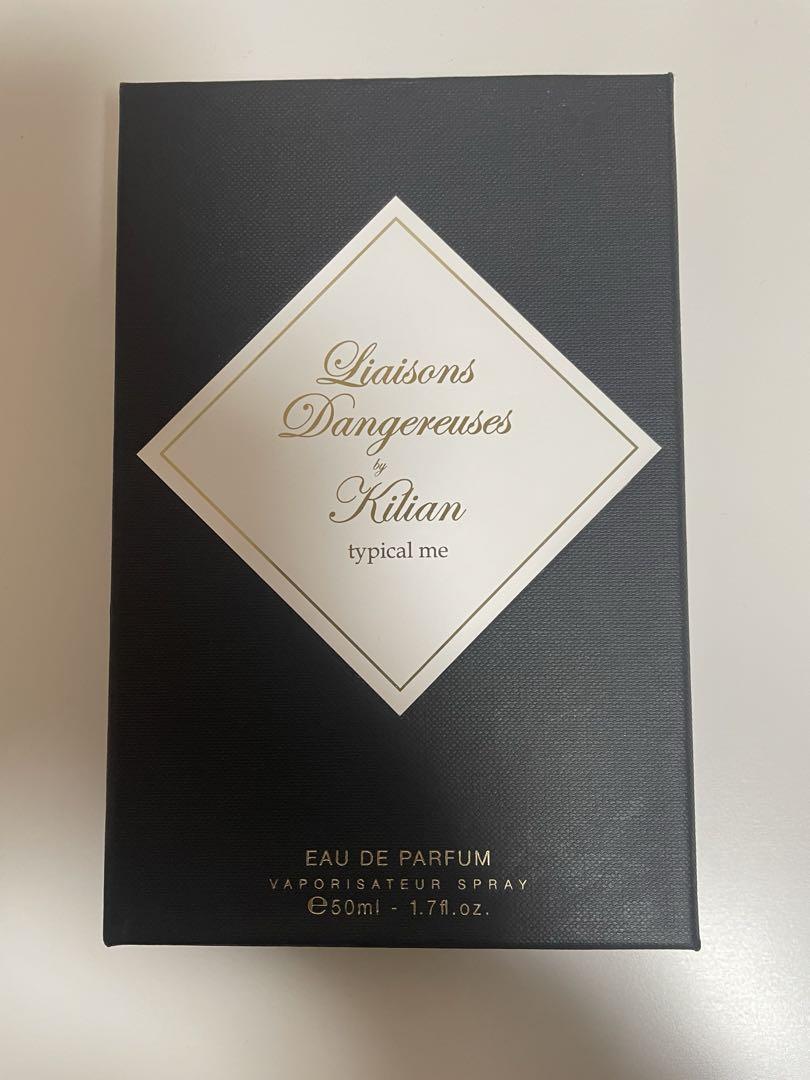 Liaisons
Dangereuses
by
Kilian
typical me
EAU DE PARFUM
VAPORISATEUR SPRAY
℮50ml - 1.7fl.oz.